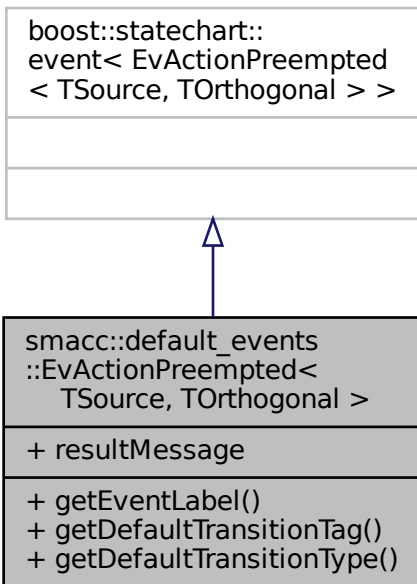 boost::statechart::
event< EvActionPreempted
< TSource, TOrthogonal > >
smacc::default_events
::EvActionPreempted<
TSource, TOrthogonal >
+ resultMessage
+ getEventLabel()
+ getDefaultTransitionTag()
+ getDefaultTransitionType()